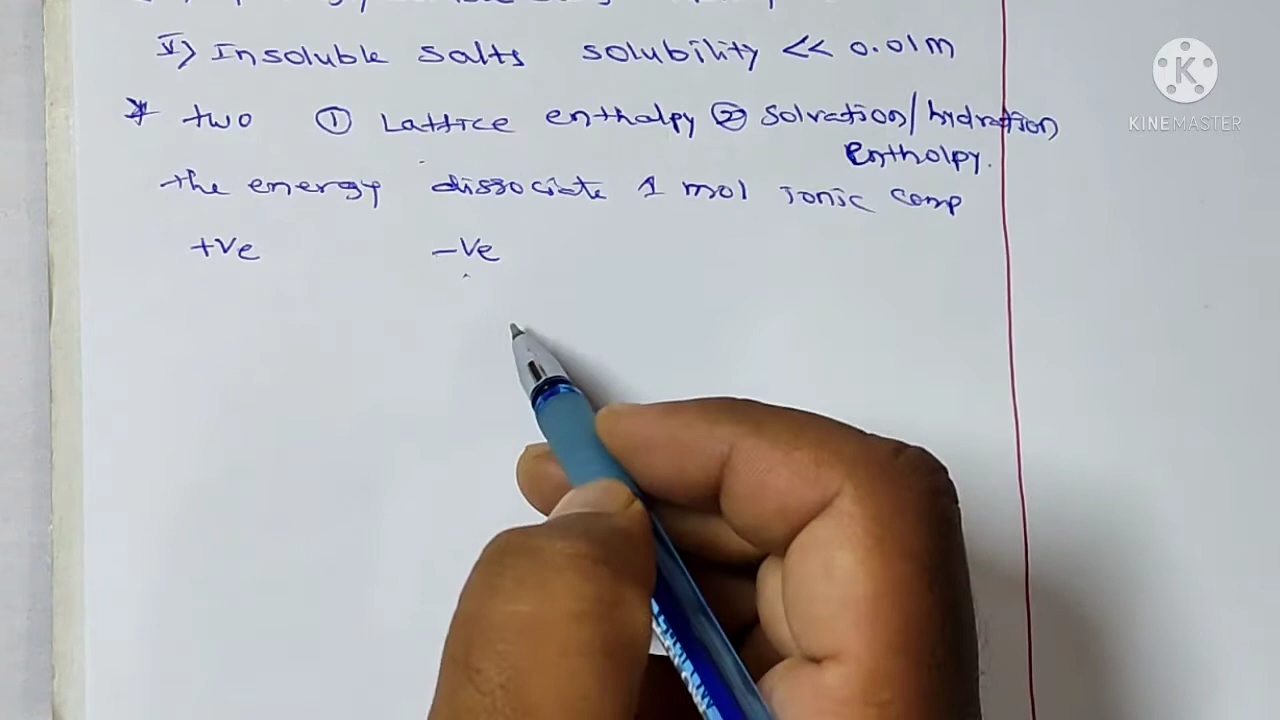 V) Insoluble salts solubility << 0.01M
* two ① Lattice enthalpy ② solvation/hydration
Enthalpy.
the energy dissociate 1 mol ionic comp
+ve -ve
K
KINEMASTER